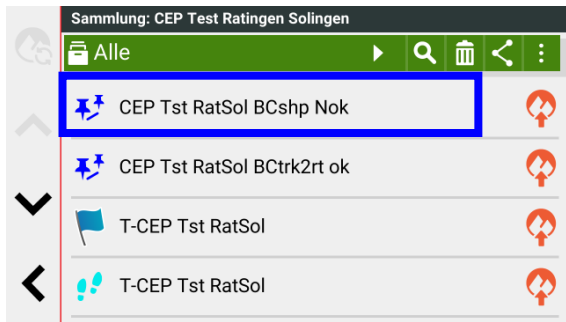 Sammlung: CEP Test Ratingen Solingen
Alle
CEP Tst RatSol BCshp Nok
CEP Tst RatSol BCtrk2rt ok
T-CEP Tst RatSol
T-CEP Tst RatSol